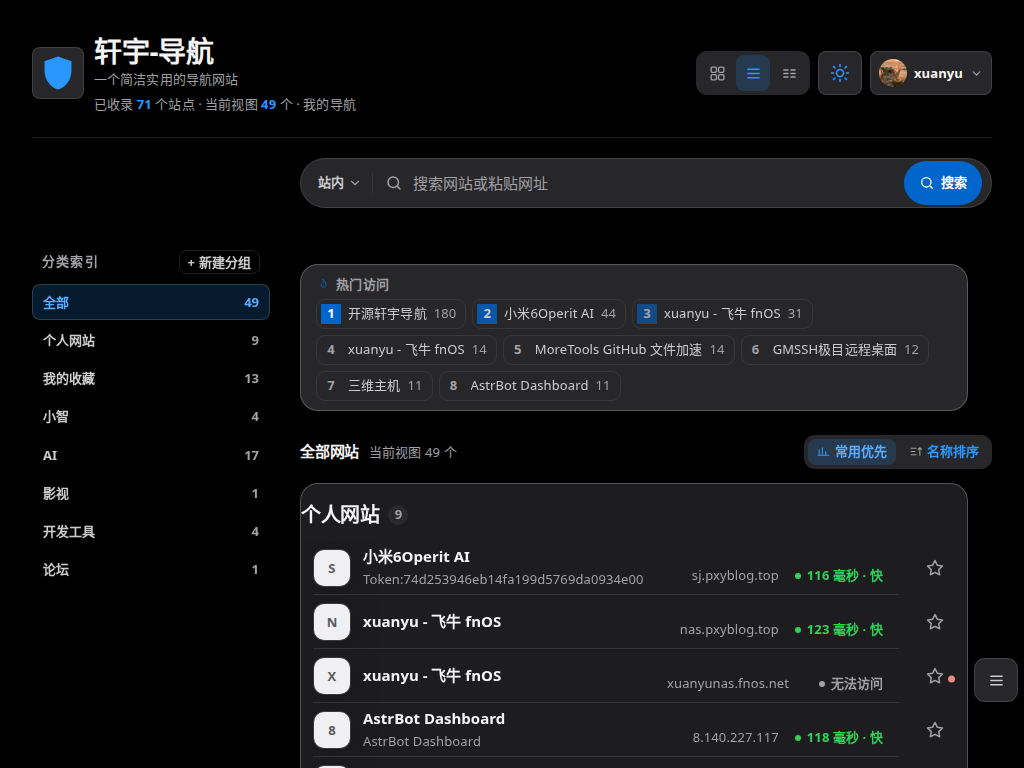 轩宇-导航
一个简洁实用的导航网站
已收录 71 个站点 · 当前视图 49 个 · 我的导航
xuanyu
站内
搜索网站或粘贴网址
搜索
分类索引
+ 新建分组
全部 49
个人网站 9
我的收藏 13
小智 4
AI 17
影视 1
开发工具 4
论坛 1
热门访问
1 开源轩宇导航 180
2 小米6Operit AI 44
3 xuanyu - 飞牛 fnOS 31
4 xuanyu - 飞牛 fnOS 14
5 MoreTools GitHub 文件加速 14
6 GMSSH极目远程桌面 12
7 三维主机 11
8 AstrBot Dashboard 11
全部网站 当前视图 49 个
常用优先
名称排序
个人网站 9
S
小米6Operit AI
Token:74d253946eb14fa199d5769da0934e00
sj.pxyblog.top
116 毫秒 · 快
N
xuanyu - 飞牛 fnOS
nas.pxyblog.top
123 毫秒 · 快
X
xuanyu - 飞牛 fnOS
xuanyunas.fnos.net
无法访问
8
AstrBot Dashboard
AstrBot Dashboard
8.140.227.117
118 毫秒 · 快